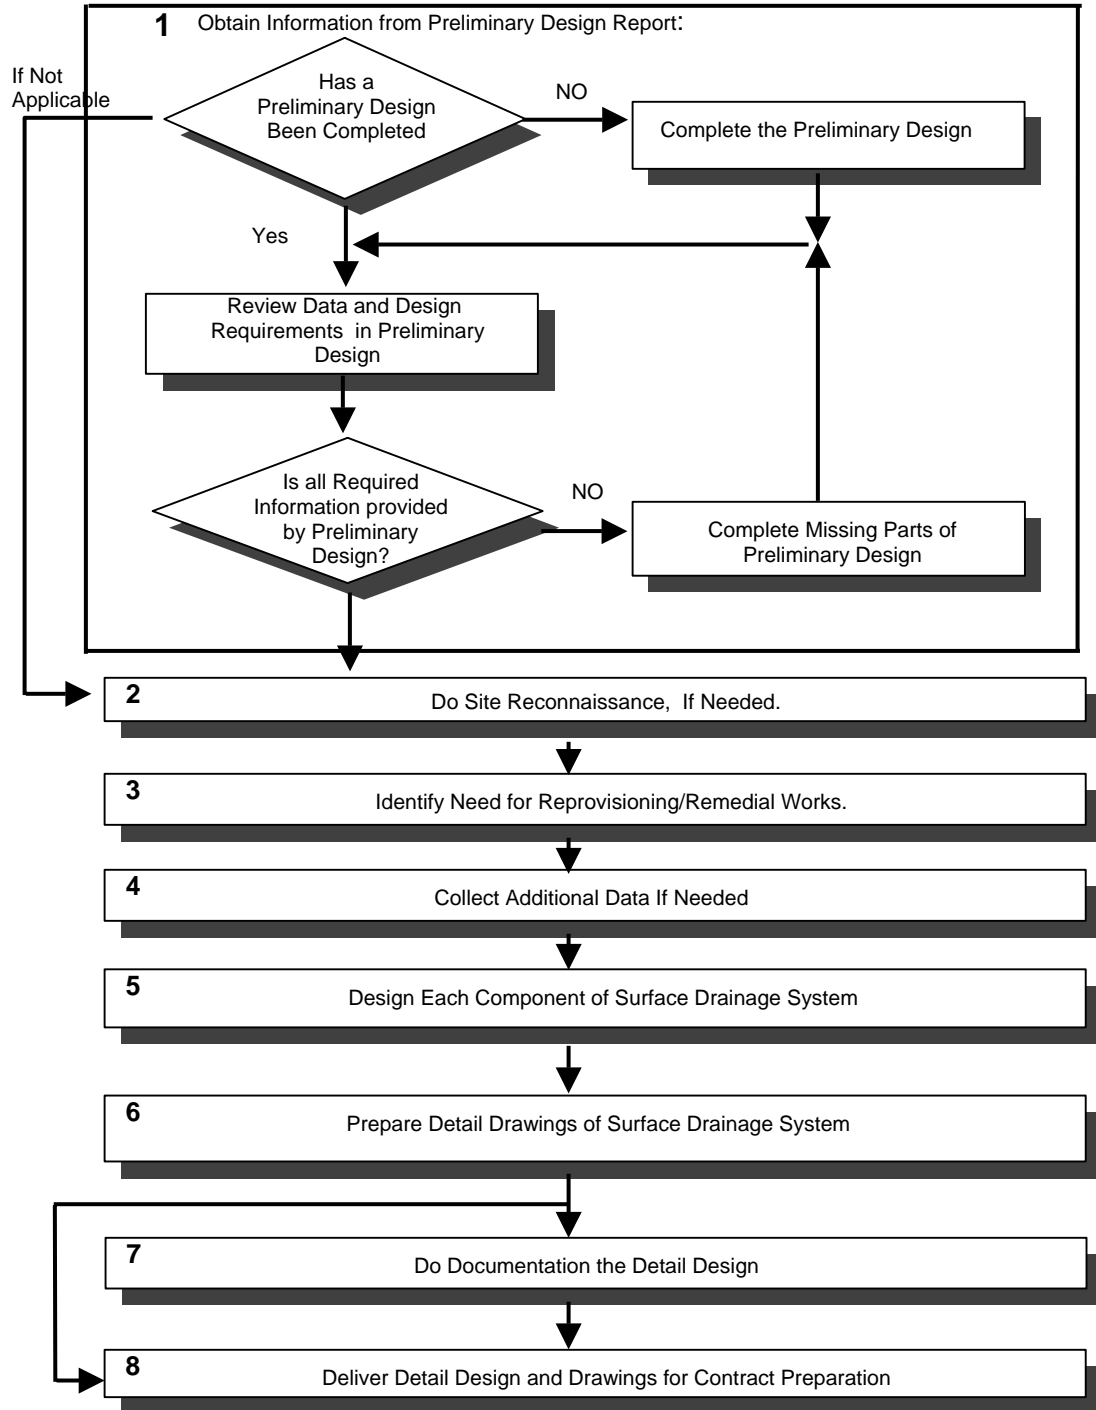 1 Obtain Information from Preliminary Design Report:
If Not
Applicable
Has a
Preliminary Design
Been Completed
NO
Complete the Preliminary Design
Yes
Review Data and Design
Requirements in Preliminary
Design
Is all Required
Information provided
by Preliminary
Design?
NO
Complete Missing Parts of
Preliminary Design
2 Do Site Reconnaissance, If Needed.
3 Identify Need for Reprovisioning/Remedial Works.
4 Collect Additional Data If Needed
5 Design Each Component of Surface Drainage System
6 Prepare Detail Drawings of Surface Drainage System
7 Do Documentation the Detail Design
8 Deliver Detail Design and Drawings for Contract Preparation